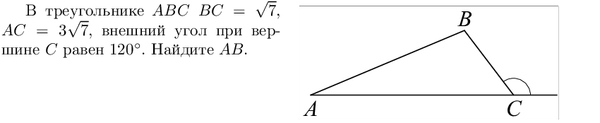 В треугольнике ABC BC = √7,
AC = 3√7, внешний угол при вер-
шине C равен 120°. Найдите AB.
B
A
C